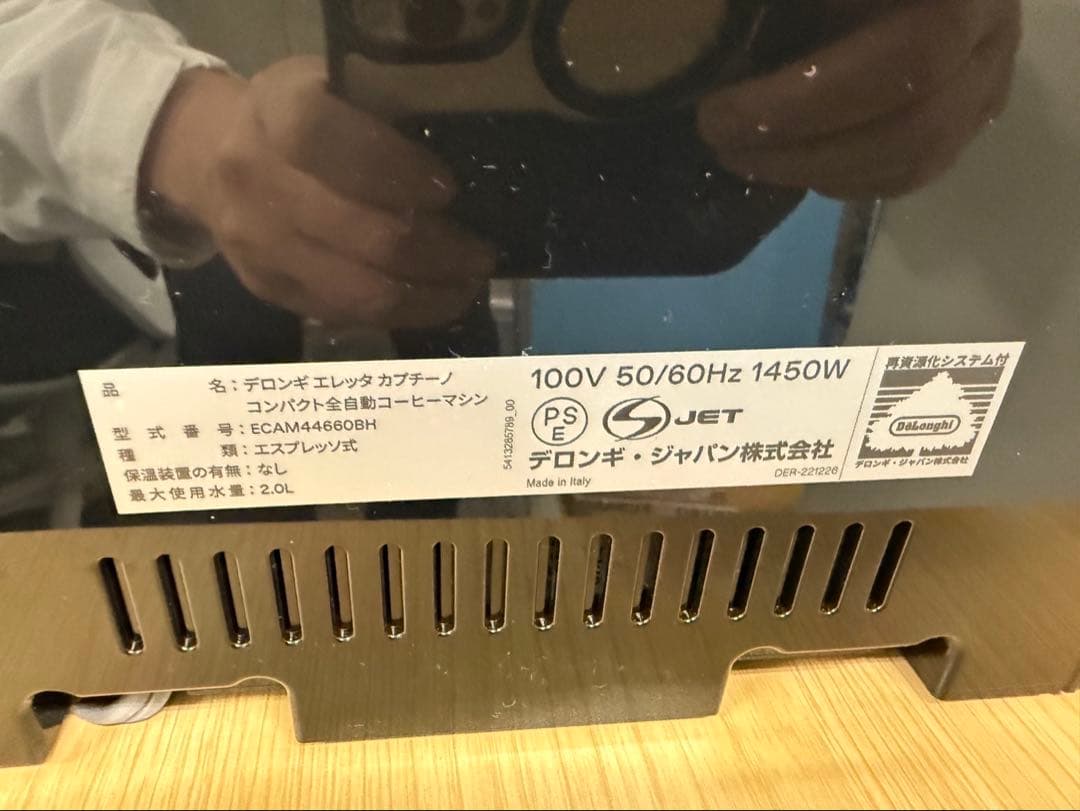 品 名：デロンギ エレッタ カプチーノ
コンパクト全自動コーヒーマシン
型 式 番 号：ECAM44660BH
種 類：エスプレッソ式
保温装置の有無：なし
最大使用水量：2.0L
5413285789_00
100V 50/60Hz 1450W
PS
E
JET
デロンギ・ジャパン株式会社
Made in Italy
DER-221226
再資源化システム付
DeLonghi
デロンギ・ジャパン株式会社